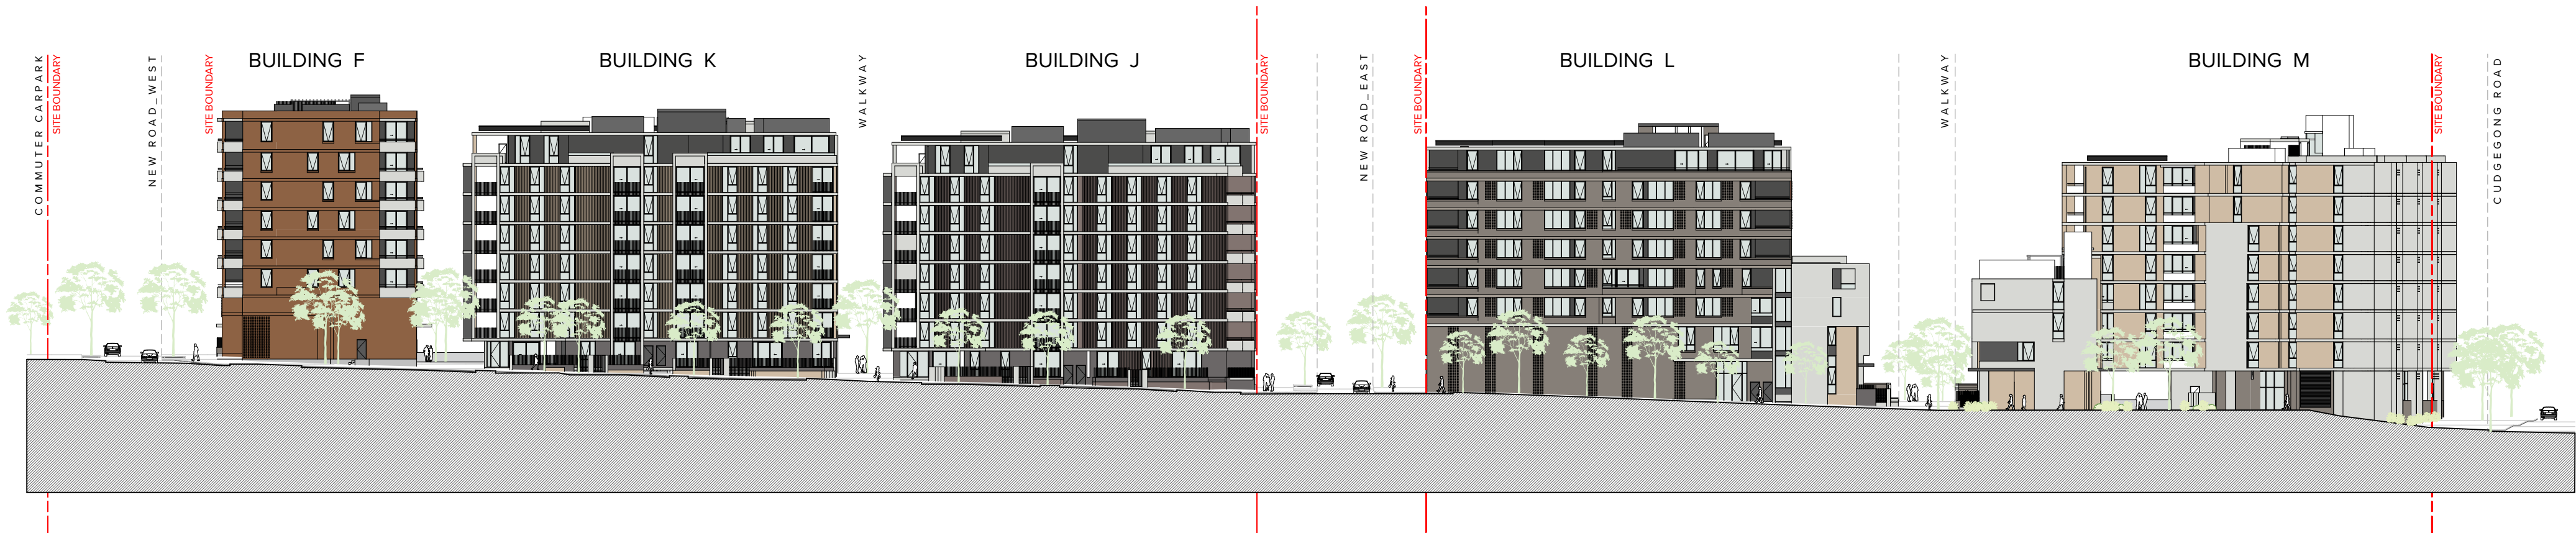 COMMUTER CARPARK
SITE BOUNDARY
NEW ROAD_WEST
SITE BOUNDARY
BUILDING F
BUILDING K
WALKWAY
BUILDING J
SITE BOUNDARY
NEW ROAD_EAST
SITE BOUNDARY
BUILDING L
WALKWAY
BUILDING M
SITE BOUNDARY
CUDGEGONG ROAD